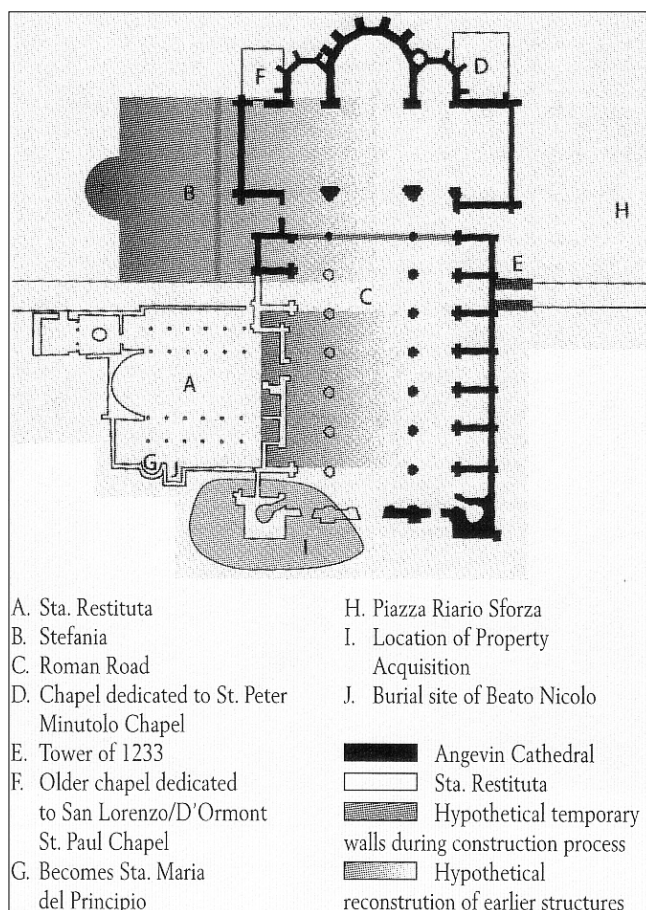 F
D
B
H
E
C
A
G
J
I
A. Sta. Restituta
B. Stefania
C. Roman Road
D. Chapel dedicated to St. Peter
Minutolo Chapel
E. Tower of 1233
F. Older chapel dedicated
to San Lorenzo/D'Ormont
St. Paul Chapel
G. Becomes Sta. Maria
del Principio
H. Piazza Riario Sforza
I. Location of Property
Acquisition
J. Burial site of Beato Nicolo
Angevin Cathedral
Sta. Restituta
Hypothetical temporary
walls during construction process
Hypothetical
reconstrution of earlier structures